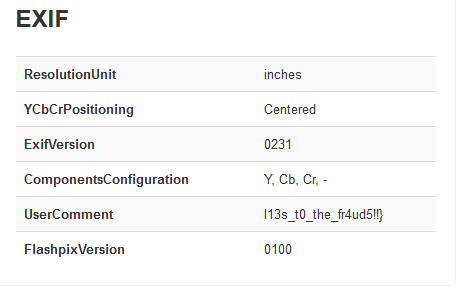 EXIF
ResolutionUnit inches
YCbCrPositioning Centered
ExifVersion 0231
ComponentsConfiguration Y, Cb, Cr, -
UserComment l13s_t0_the_fr4ud5!!}
FlashpixVersion 0100